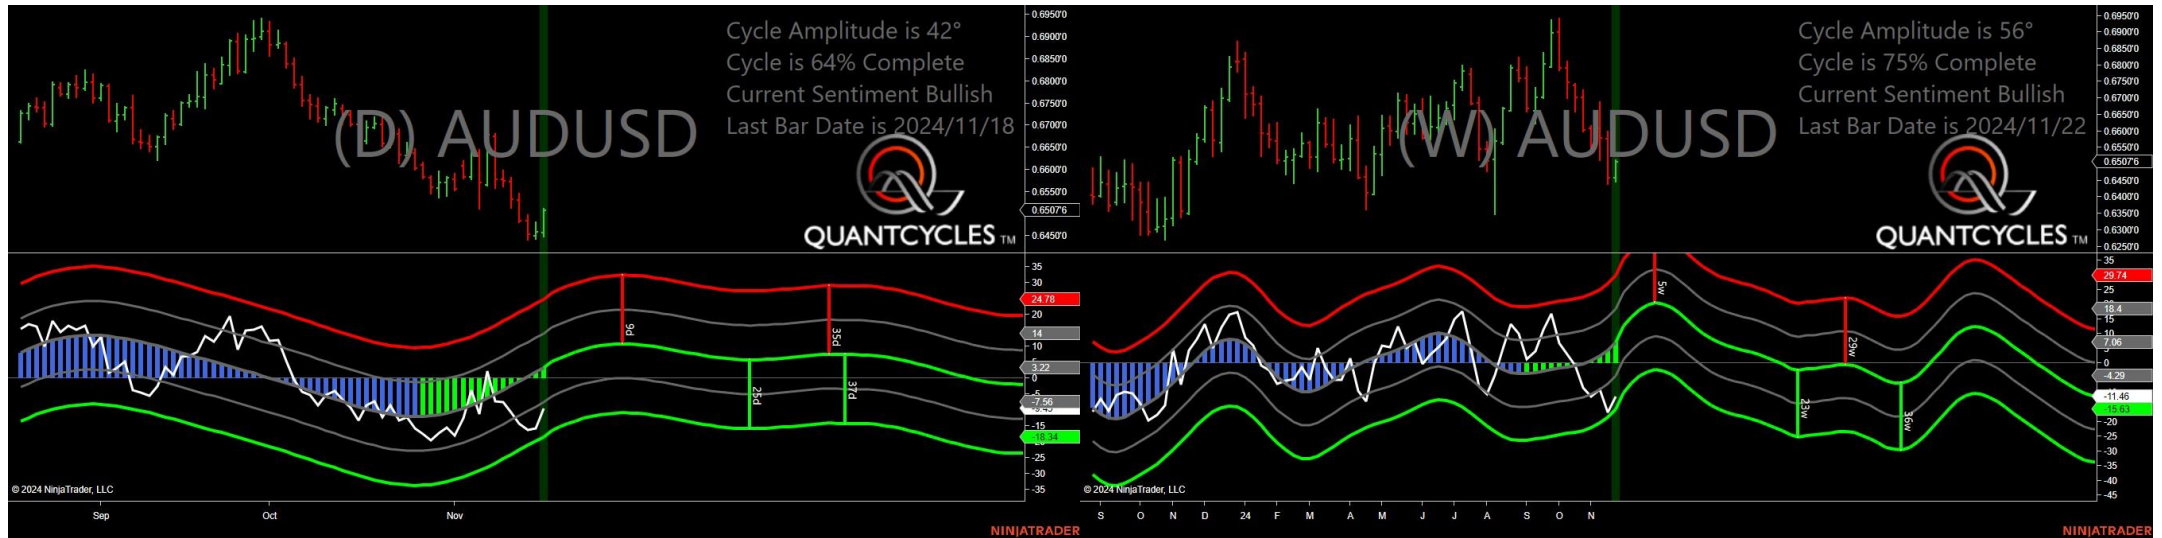 Cycle Amplitude is 42°
Cycle is 64% Complete
Current Sentiment Bullish
Last Bar Date is 2024/11/18
(D) AUDUSD
QUANTCYCLES TM
0.6950'0
0.6900'0
0.6850'0
0.6800'0
0.6750'0
0.6700'0
0.6650'0
0.6600'0
0.6550'0
0.6507'6
0.6450'0
35
24.78
20
14
10
3.22
0
-5
-7.56
-15
-18.34
-25
-30
-35
9d
25d
35d
37d
© 2024 NinjaTrader, LLC
Sep
Oct
Nov
NINJATRADER
Cycle Amplitude is 56°
Cycle is 75% Complete
Current Sentiment Bullish
Last Bar Date is 2024/11/22
(W) AUDUSD
QUANTCYCLES TM
0.6950'0
0.6900'0
0.6850'0
0.6800'0
0.6750'0
0.6700'0
0.6650'0
0.6600'0
0.6550'0
0.6507'6
0.6450'0
0.6400'0
0.6350'0
0.6300'0
0.6250'0
35
29.74
25
18.4
15
10
7.06
0
-4.29
-11.46
-15.63
-20
-25
-30
-35
-40
-45
5w
23w
29w
36w
© 2024 NinjaTrader, LLC
S O N D 24 F M A M J J A S O N
NINJATRADER